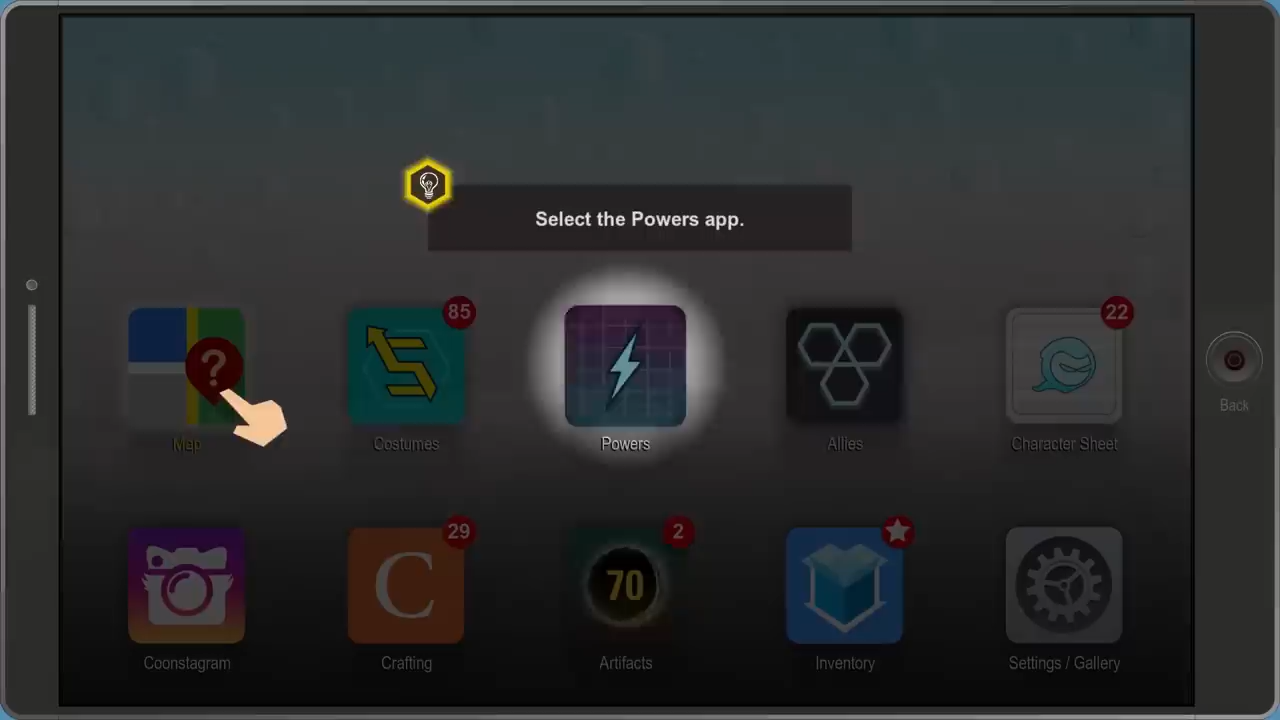 Select the Powers app.
85
22
?
Map
Costumes
Powers
Allies
Character Sheet
Back
29
2
C
70
Coonstagram
Crafting
Artifacts
Inventory
Settings / Gallery